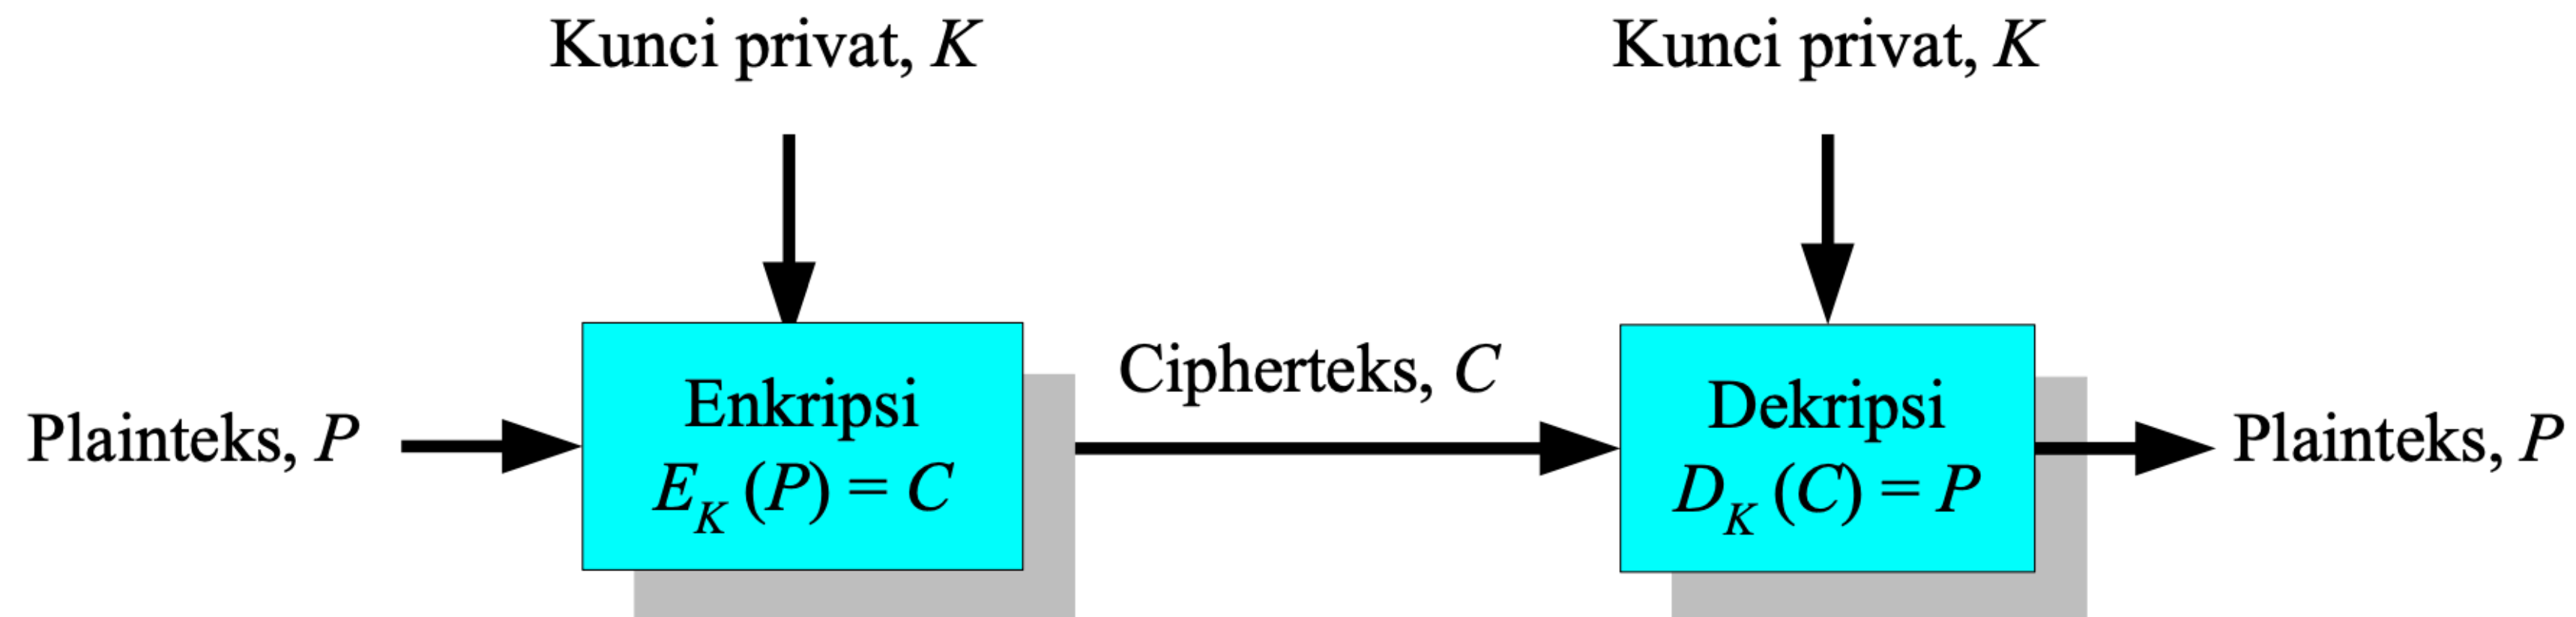 Kunci privat, K
Kunci privat, K
Plainteks, P
Enkripsi
E_K (P) = C
Cipherteks, C
Dekripsi
D_K (C) = P
Plainteks, P